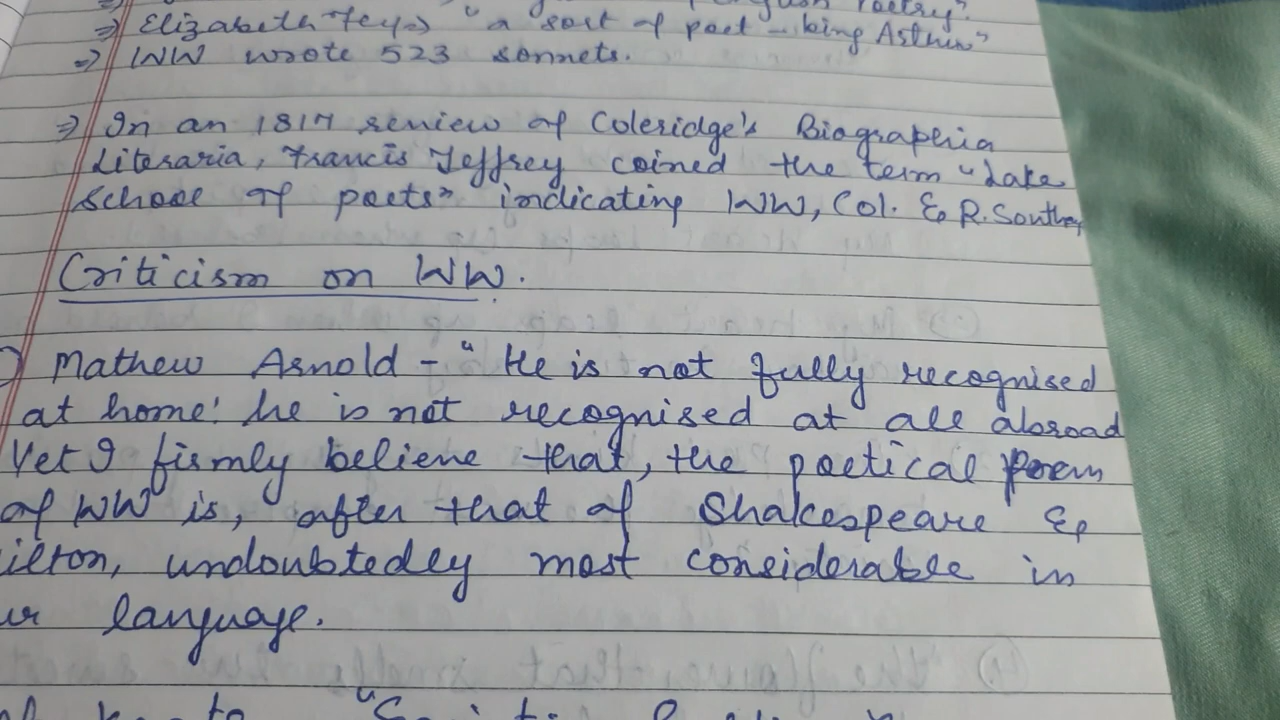 Poetry".
⇒ Elizabeth Fey⇒ "a sort of poet - king Arthur"
⇒ WW wrote 523 sonnets.
⇒ In an 1817 review of Coleridge's Biographia
Literaria, Francis Jeffrey coined the term "Lake
School of poets" indicating WW, Col. & R. Southey
Criticism on WW.
Mathew Arnold - "He is not fully recognised
at home! he is not recognised at all abroad
Yet I firmly believe that, the poetical Poem
of WW is, after that of Shakespeare &
ilton, undoubtedely most considerable in
ur language.